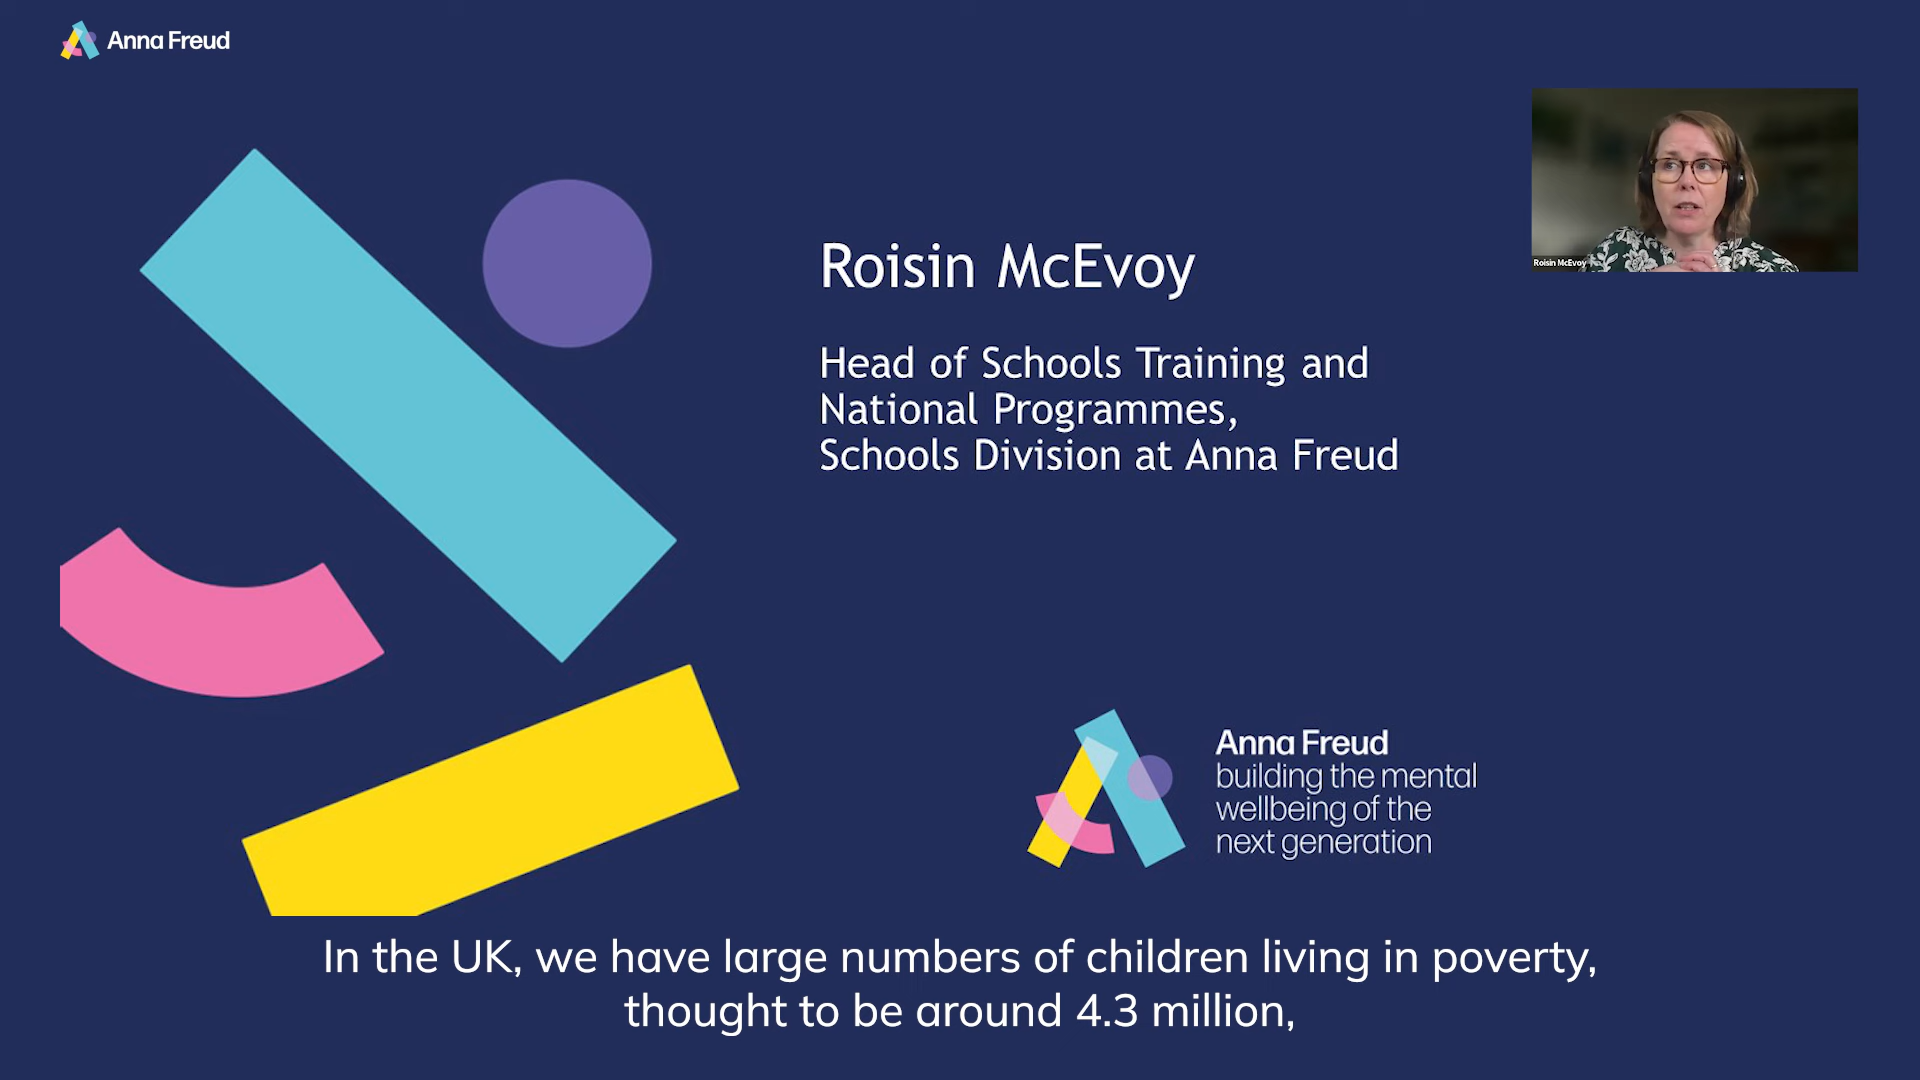 Anna Freud
Roisin McEvoy
Roisin McEvoy
Head of Schools Training and
National Programmes,
Schools Division at Anna Freud
Anna Freud
building the mental
wellbeing of the
next generation
In the UK, we have large numbers of children living in poverty,
thought to be around 4.3 million,